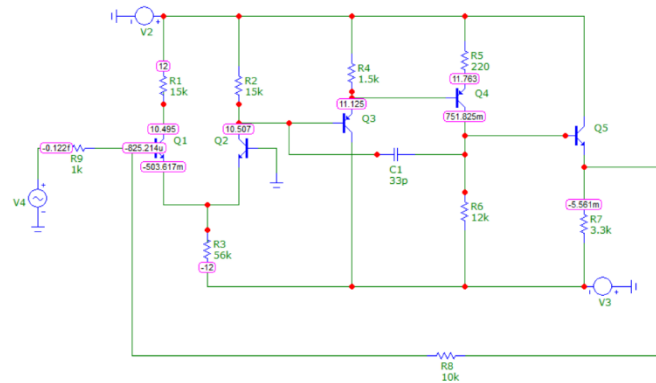 V2
12
R1
15k
R2
15k
R4
1.5k
R5
220
11.763
Q4
11.125
Q3
751.825m
Q5
10.495
Q1
10.507
Q2
-0.122f
R9
1k
-825.214u
-503.617m
V4
C1
33p
R6
12k
-5.561m
R7
3.3k
R3
56k
-12
V3
R8
10k